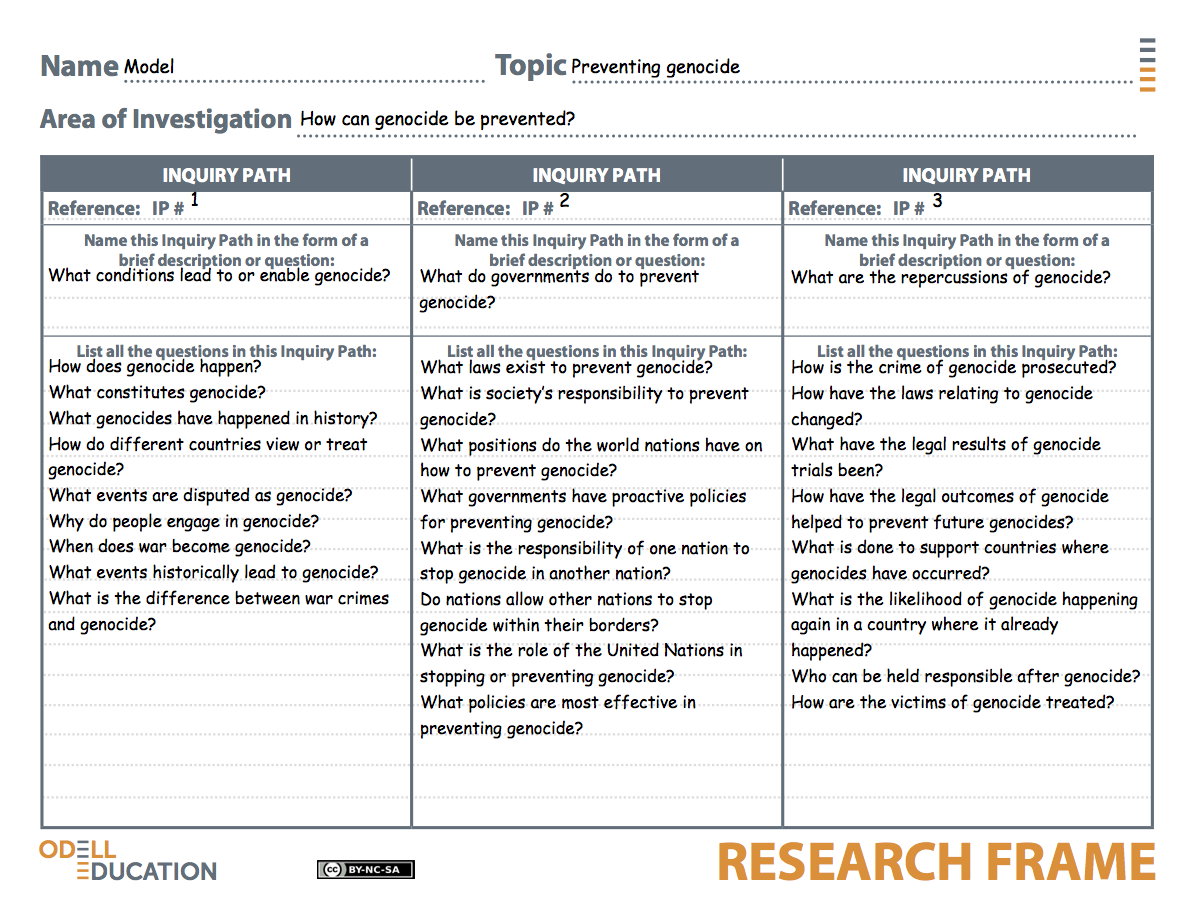 Name Model Topic Preventing genocide
Area of Investigation How can genocide be prevented?
INQUIRY PATH
Reference: IP # 1
Name this Inquiry Path in the form of a
brief description or question:
What conditions lead to or enable genocide?
List all the questions in this Inquiry Path:
How does genocide happen?
What constitutes genocide?
What genocides have happened in history?
How do different countries view or treat
genocide?
What events are disputed as genocide?
Why do people engage in genocide?
When does war become genocide?
What events historically lead to genocide?
What is the difference between war crimes
and genocide?
INQUIRY PATH
Reference: IP # 2
Name this Inquiry Path in the form of a
brief description or question:
What do governments do to prevent
genocide?
List all the questions in this Inquiry Path:
What laws exist to prevent genocide?
What is society's responsibility to prevent
genocide?
What positions do the world nations have on
how to prevent genocide?
What governments have proactive policies
for preventing genocide?
What is the responsibility of one nation to
stop genocide in another nation?
Do nations allow other nations to stop
genocide within their borders?
What is the role of the United Nations in
stopping or preventing genocide?
What policies are most effective in
preventing genocide?
INQUIRY PATH
Reference: IP # 3
Name this Inquiry Path in the form of a
brief description or question:
What are the repercussions of genocide?
List all the questions in this Inquiry Path:
How is the crime of genocide prosecuted?
How have the laws relating to genocide
changed?
What have the legal results of genocide
trials been?
How have the legal outcomes of genocide
helped to prevent future genocides?
What is done to support countries where
genocides have occurred?
What is the likelihood of genocide happening
again in a country where it already
happened?
Who can be held responsible after genocide?
How are the victims of genocide treated?
ODELL
EDUCATION
cc BY-NC-SA
RESEARCH FRAME